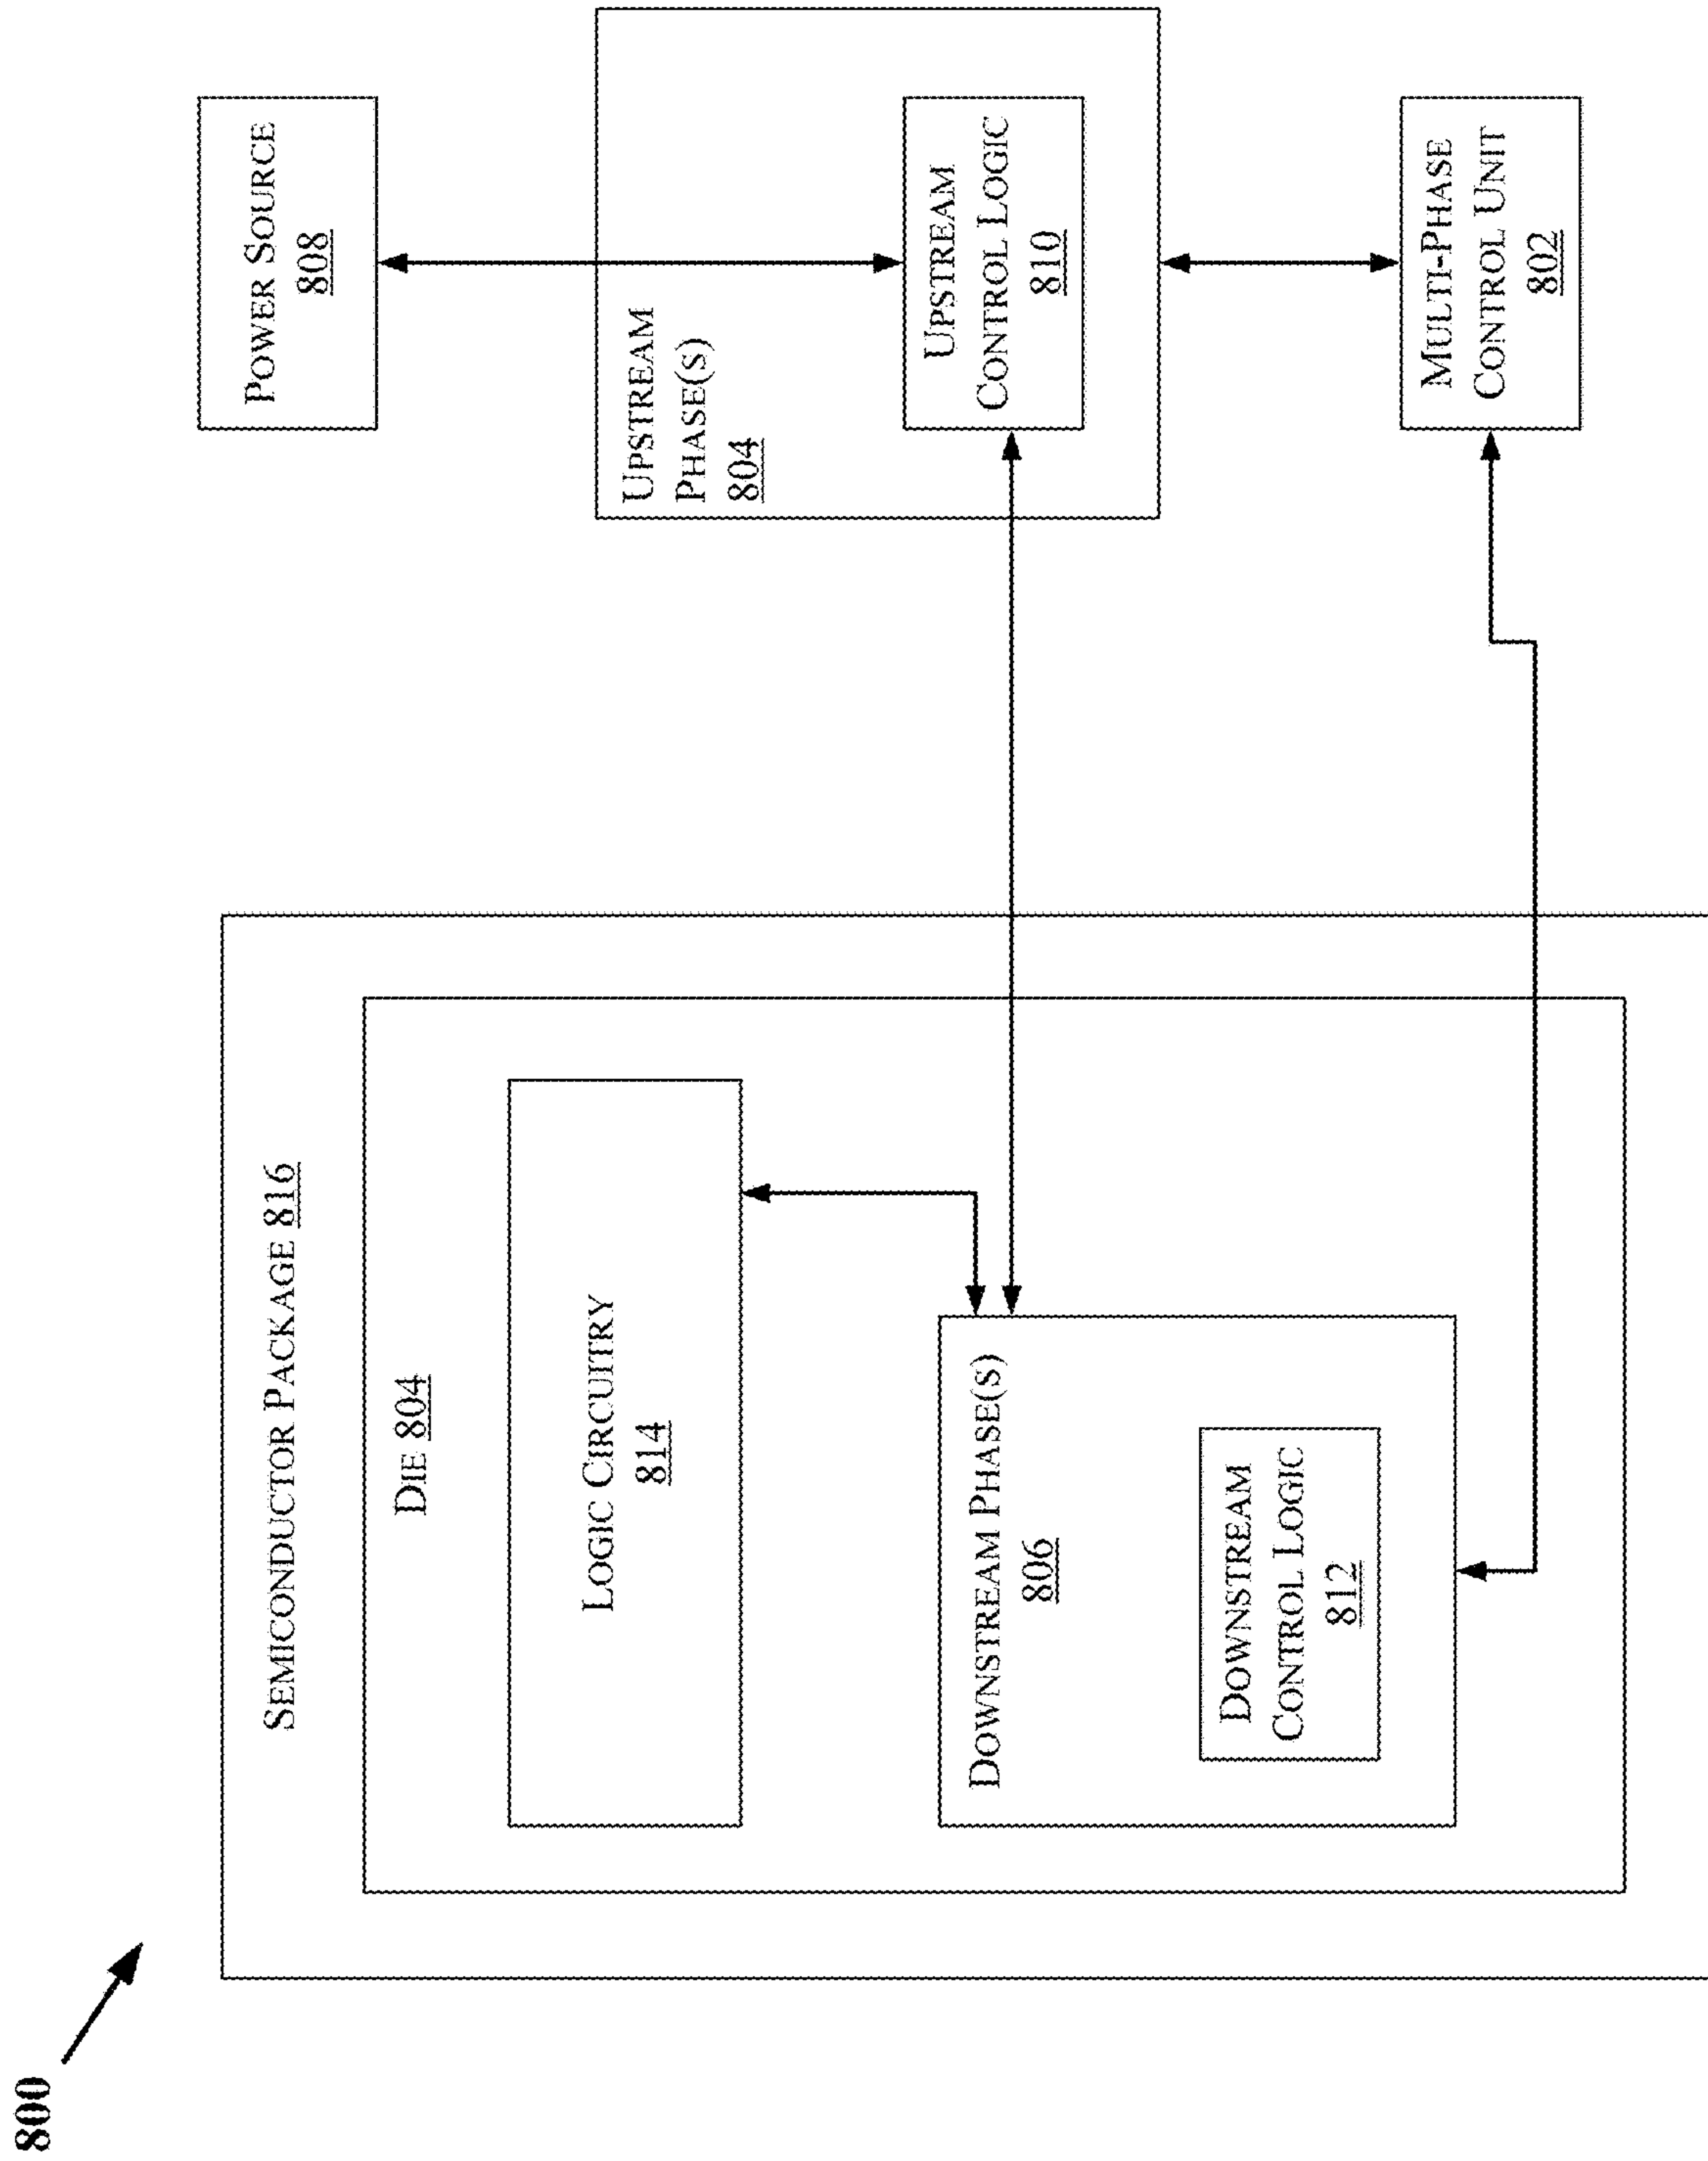 800
SEMICONDUCTOR PACKAGE 816
DIE 804
LOGIC CIRCUITRY
814
DOWNSTREAM PHASE(S)
806
DOWNSTREAM
CONTROL LOGIC
812
POWER SOURCE
808
UPSTREAM
PHASE(S)
804
UPSTREAM
CONTROL LOGIC
810
MULTI-PHASE
CONTROL UNIT
802